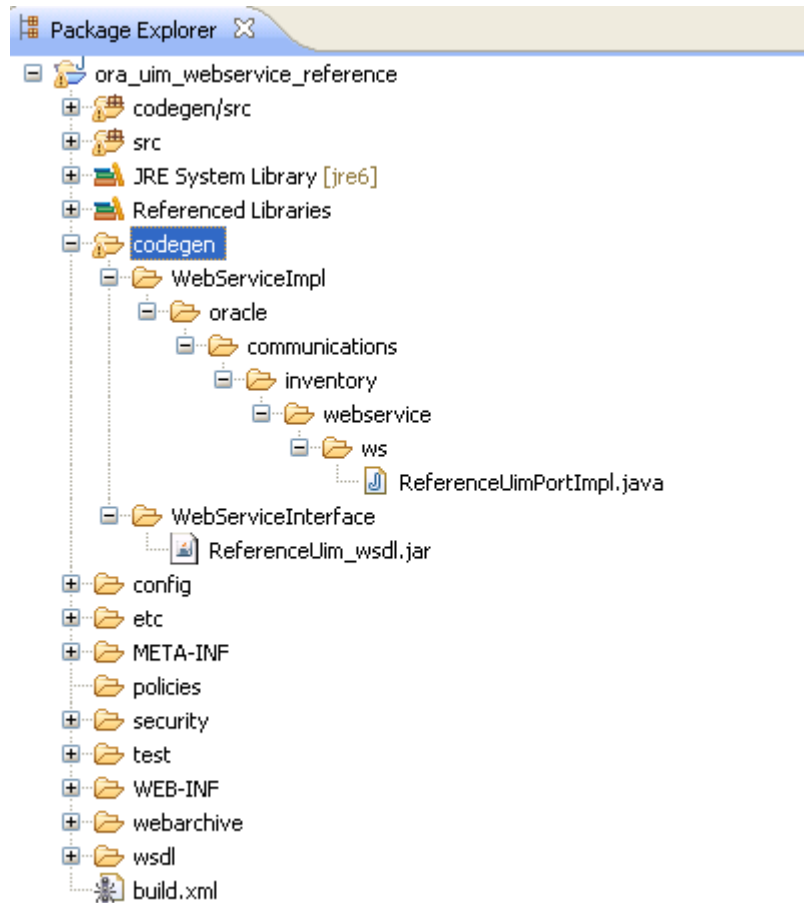 Package Explorer
ora_uim_webservice_reference
codegen/src
src
JRE System Library [jre6]
Referenced Libraries
codegen
WebServiceImpl
oracle
communications
inventory
webservice
ws
ReferenceUimPortImpl.java
WebServiceInterface
ReferenceUim_wsdl.jar
config
etc
META-INF
policies
security
test
WEB-INF
webarchive
wsdl
build.xml